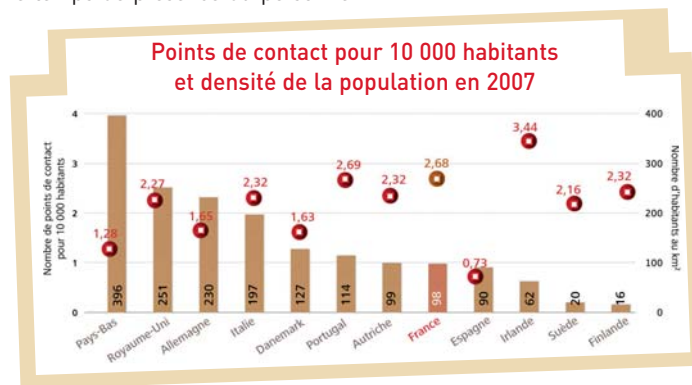 Points de contact pour 10 000 habitants
et densité de la population en 2007
Nombre de points de contact
pour 10 000 habitants
4
3
2
1
0
Nombre d'habitants au km²
400
300
200
100
0
1,28
2,27
1,65
2,32
1,63
2,69
2,32
2,68
0,73
3,44
2,16
2,32
396
251
230
197
127
114
99
98
90
62
20
16
Pays-Bas
Royaume-Uni
Allemagne
Italie
Danemark
Portugal
Autriche
France
Espagne
Irlande
Suède
Finlande